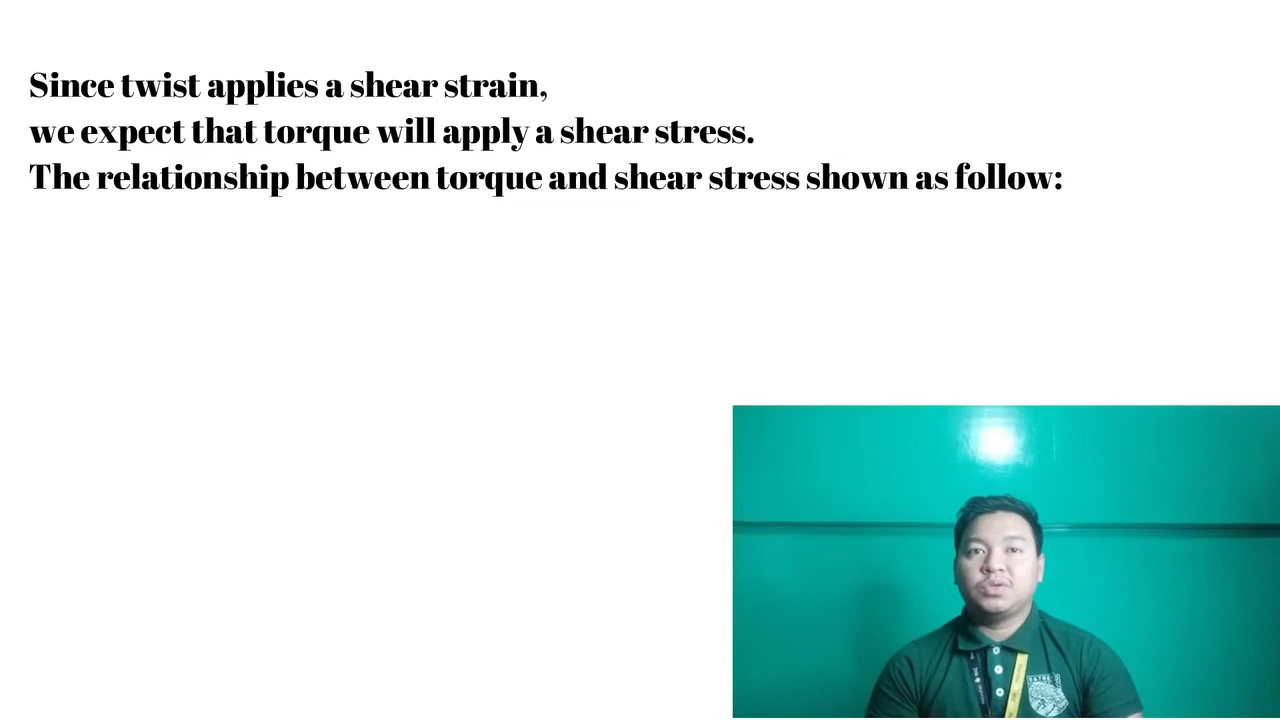 Since twist applies a shear strain,
we expect that torque will apply a shear stress.
The relationship between torque and shear stress shown as follow: